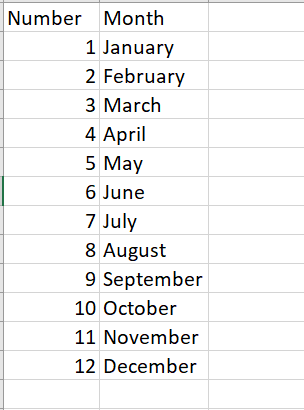 Number Month
1 January
2 February
3 March
4 April
5 May
6 June
7 July
8 August
9 September
10 October
11 November
12 December